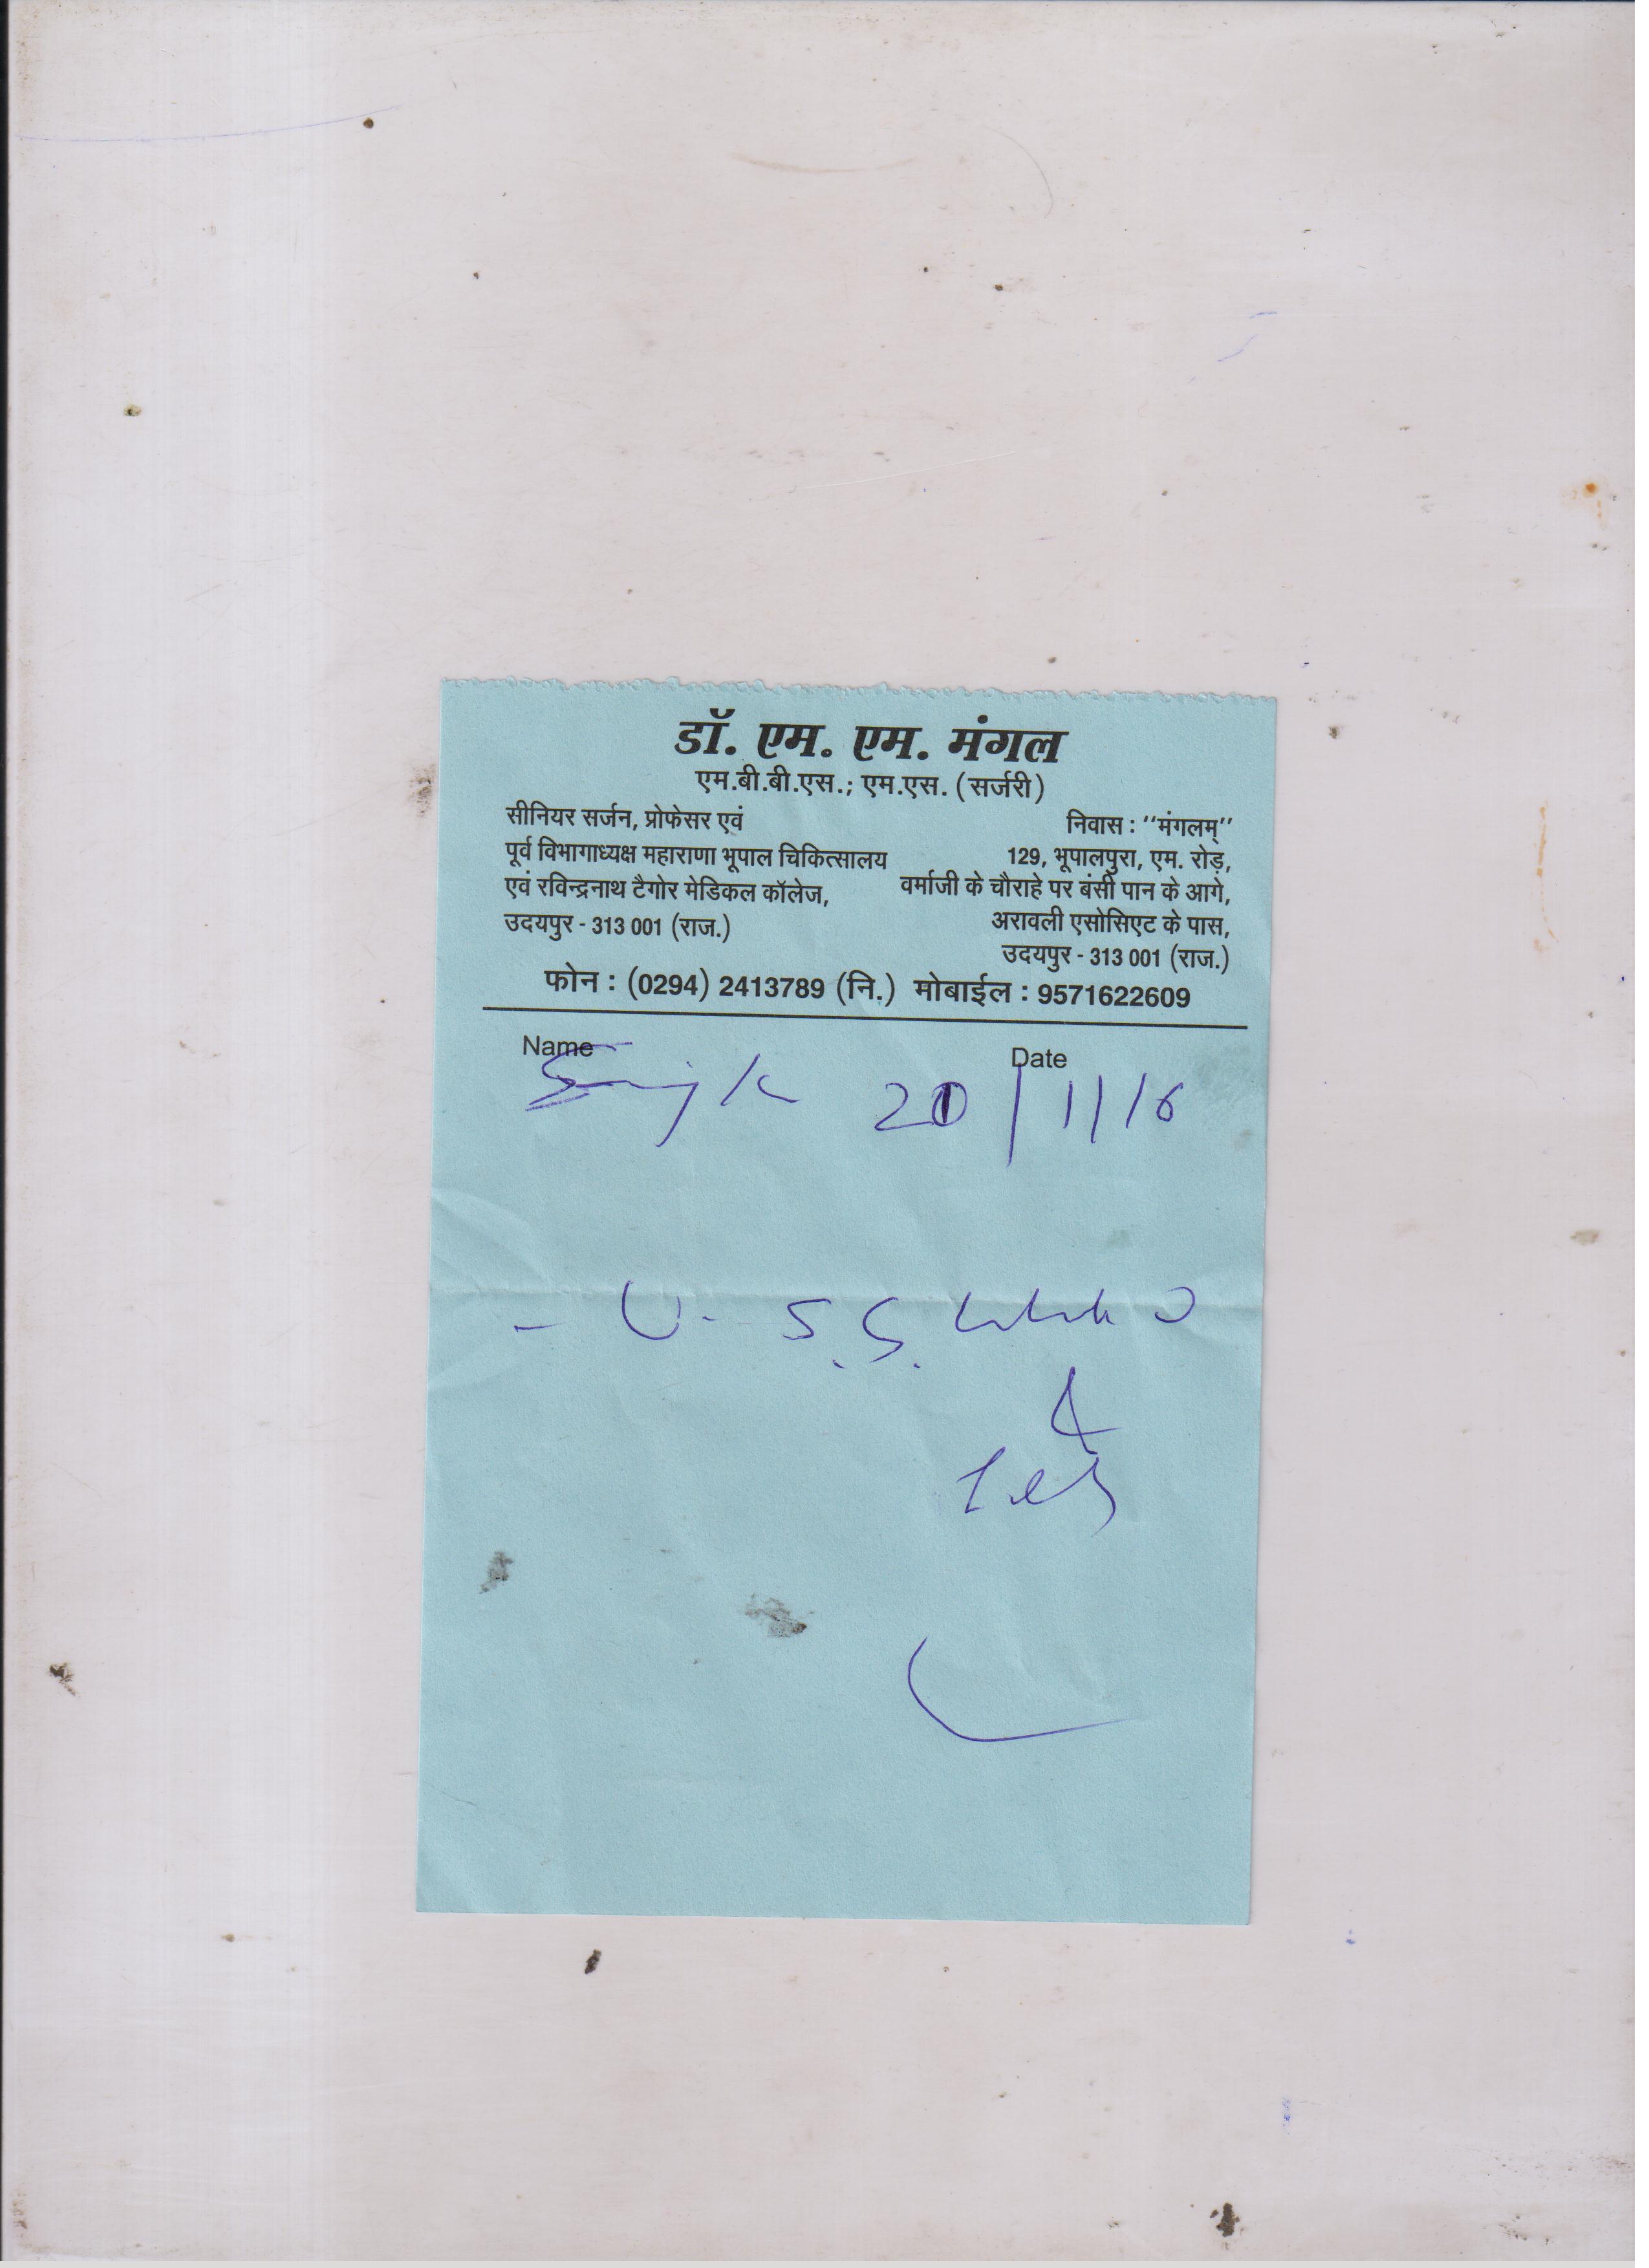 डॉ. एम. एम. मंगल
एम.बी.बी.एस.; एम.एस. (सर्जरी)
सीनियर सर्जन, प्रोफेसर एवं
पूर्व विभागाध्यक्ष महाराणा भूपाल चिकित्सालय
एवं रविन्द्रनाथ टैगोर मेडिकल कॉलेज,
उदयपुर - 313 001 (राज.)
निवास : ‘‘मंगलम्’’
129, भूपालपुरा, एम. रोड़,
वर्माजी के चौराहे पर बंसी पान के आगे,
अरावली एसोसिएट के पास,
उदयपुर - 313 001 (राज.)
फोन : (0294) 2413789 (नि.) मोबाईल : 9571622609
Name Date
20/1/16
- U. S.G.
&